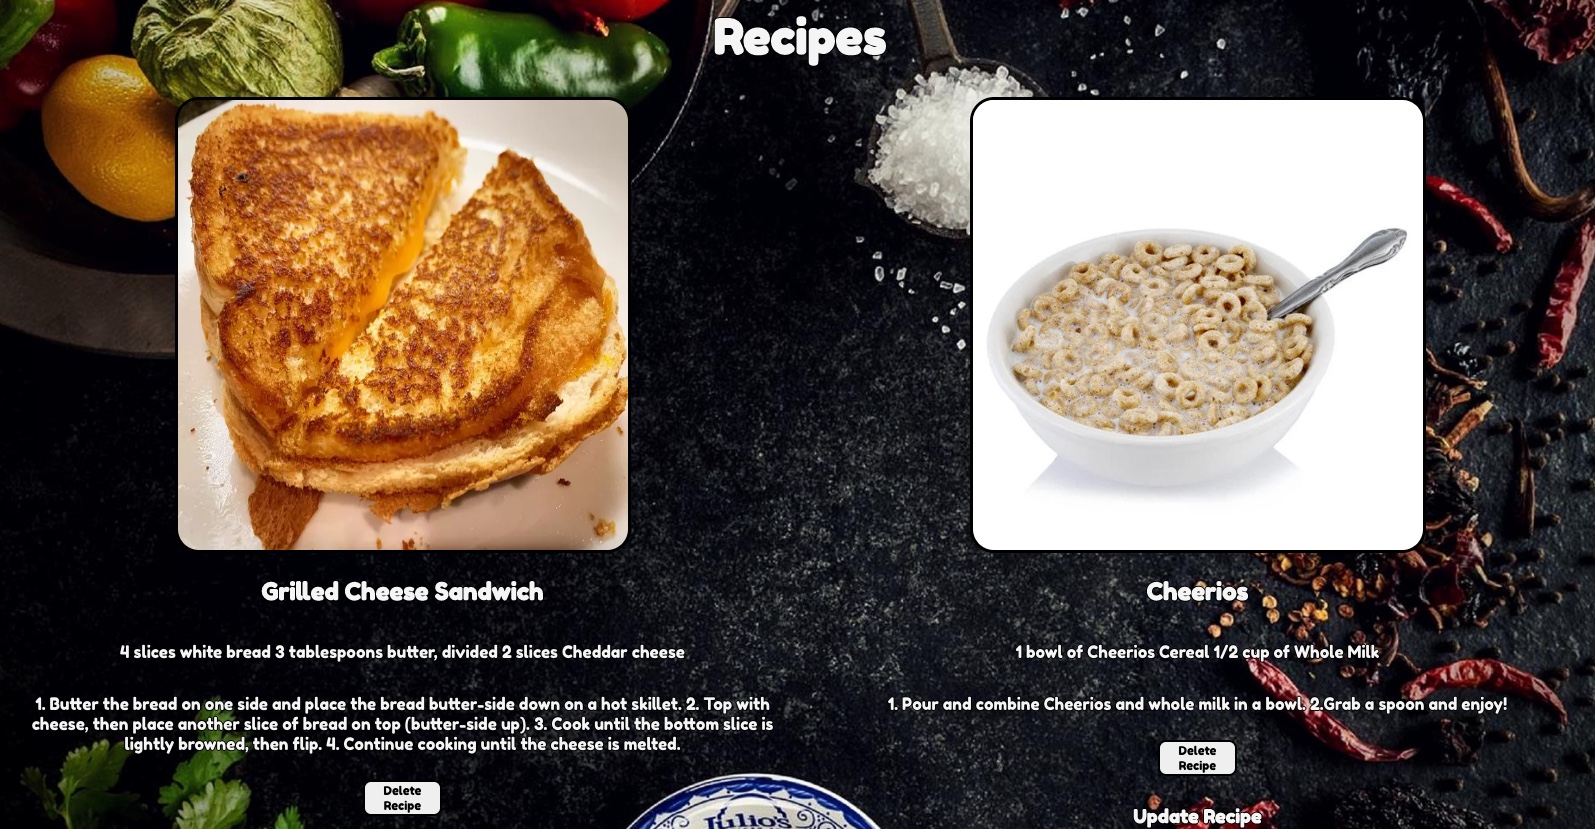 Recipes
Grilled Cheese Sandwich
4 slices white bread 3 tablespoons butter, divided 2 slices Cheddar cheese
1. Butter the bread on one side and place the bread butter-side down on a hot skillet. 2. Top with
cheese, then place another slice of bread on top (butter-side up). 3. Cook until the bottom slice is
lightly browned, then flip. 4. Continue cooking until the cheese is melted.
Delete
Recipe
Cheerios
1 bowl of Cheerios Cereal 1/2 cup of Whole Milk
1. Pour and combine Cheerios and whole milk in a bowl. 2.Grab a spoon and enjoy!
Delete
Recipe
Update Recipe
Julio's